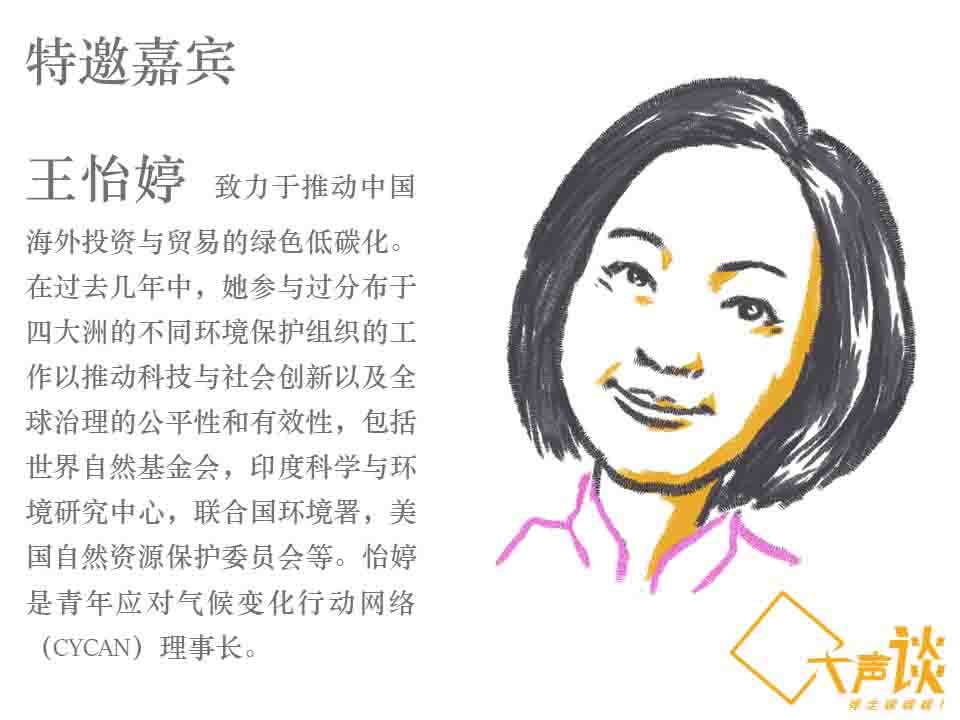 特邀嘉宾
王怡婷 致力于推动中国
海外投资与贸易的绿色低碳化。
在过去几年中，她参与过分布于
四大洲的不同环境保护组织的工
作以推动科技与社会创新以及全
球治理的公平性和有效性，包括
世界自然基金会，印度科学与环
境研究中心，联合国环境署，美
国自然资源保护委员会等。怡婷
是青年应对气候变化行动网络
（CYCAN）理事长。
大声谈